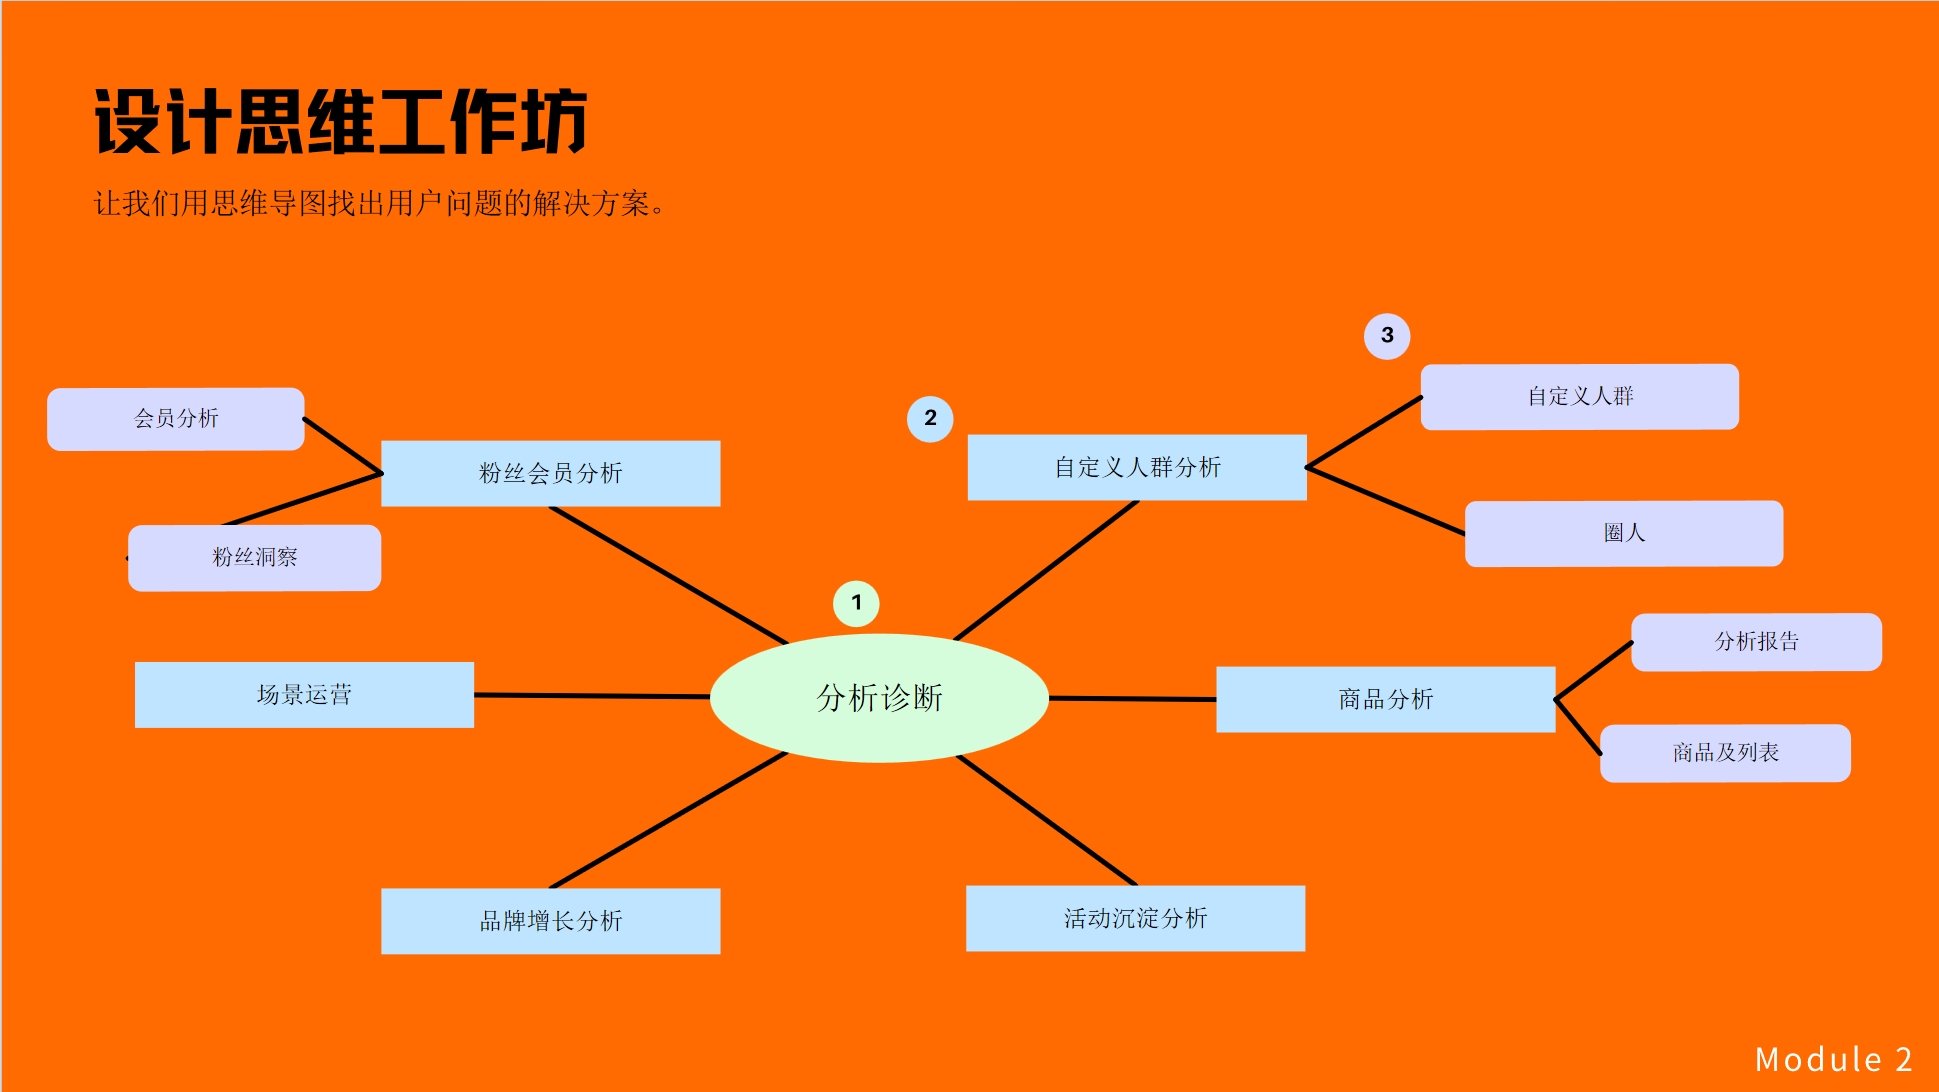 设计思维工作坊
让我们用思维导图找出用户问题的解决方案。
3
自定义人群
会员分析
2
自定义人群分析
粉丝会员分析
圈人
粉丝洞察
1
分析报告
场景运营
分析诊断
商品分析
商品及列表
品牌增长分析
活动沉淀分析
Module 2